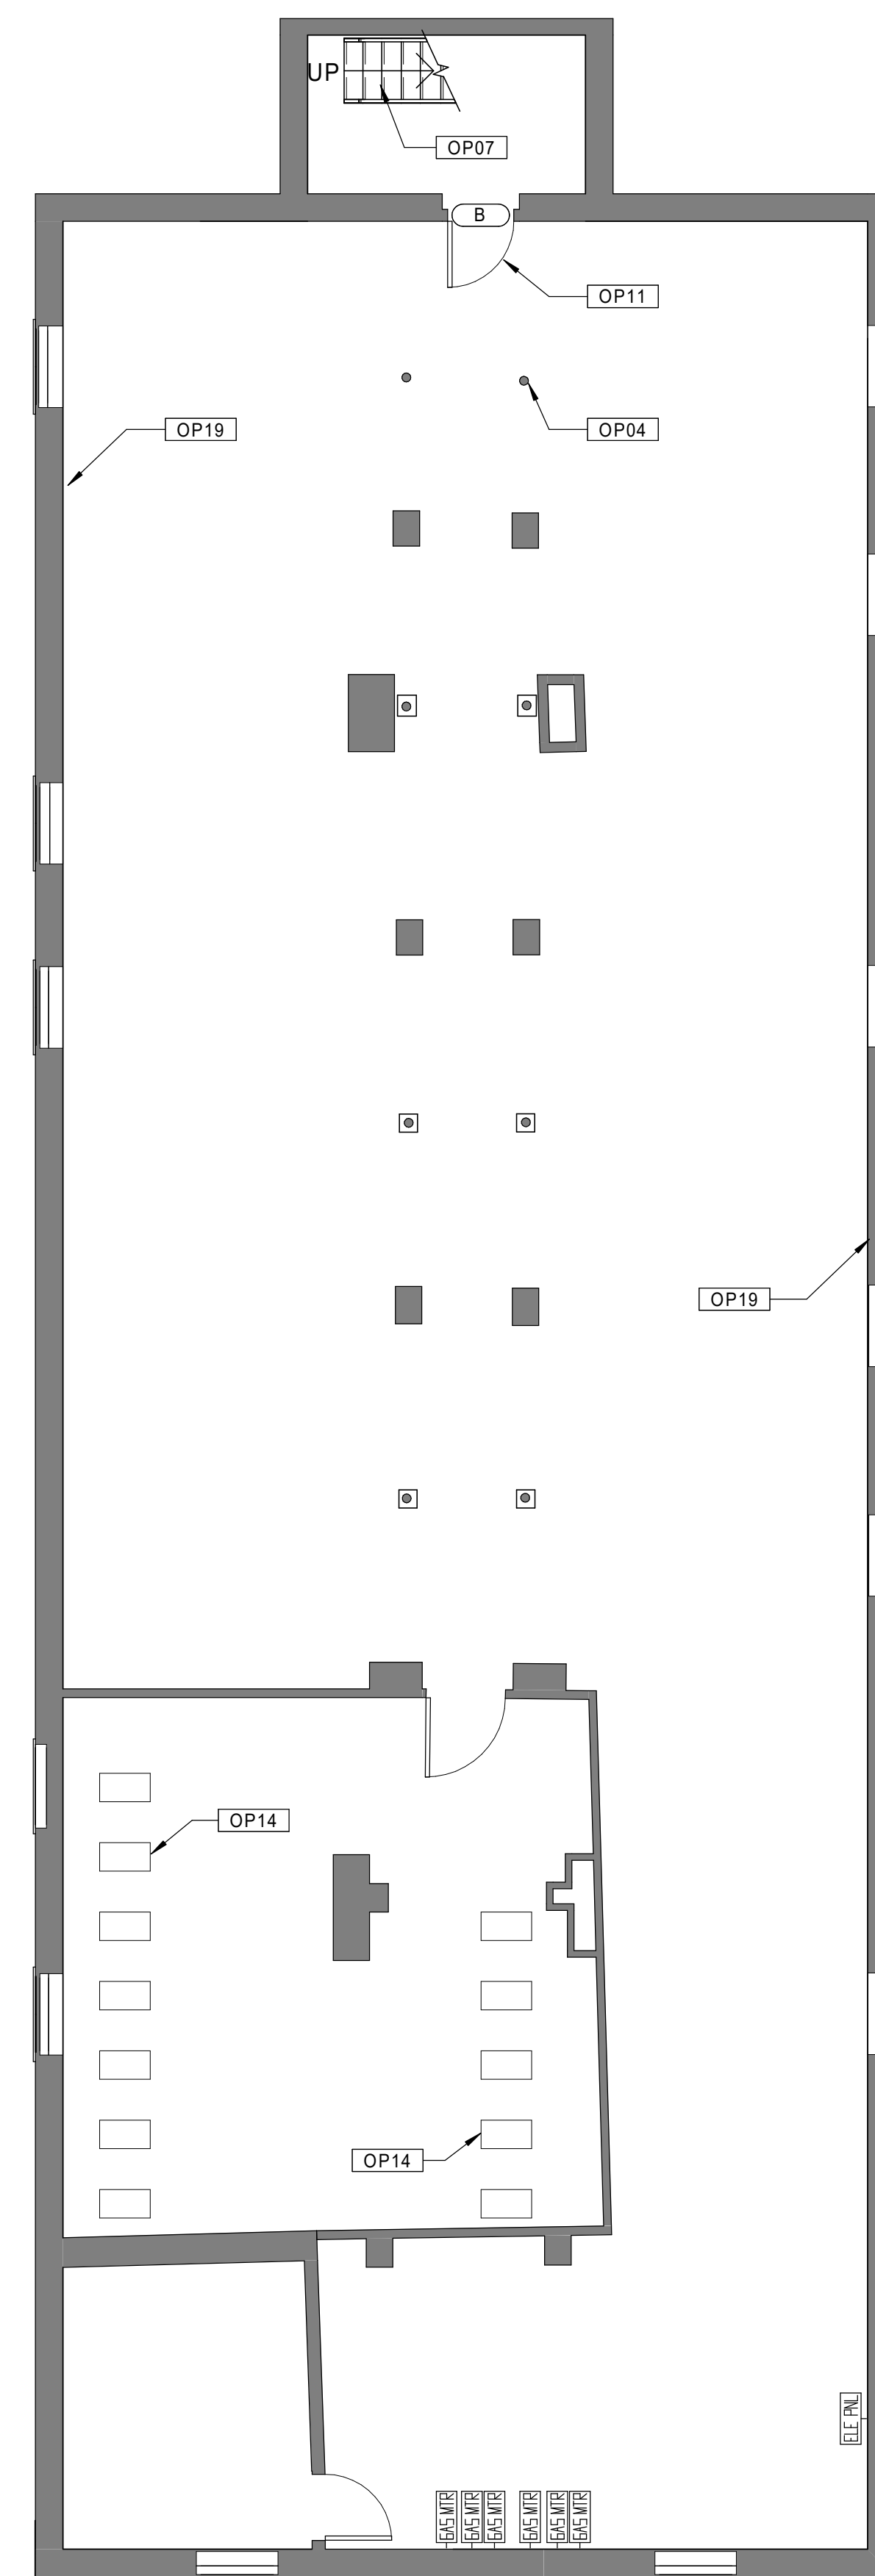 UP
OP07
B
OP11
OP19
OP04
OP19
OP14
OP14
ELE PNL
GAS MTR
GAS MTR
GAS MTR
GAS MTR
GAS MTR
GAS MTR